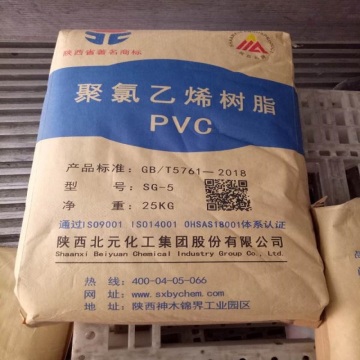 陕西省著名商标
聚氯乙烯树脂
PVC
产品标准: GB/T5761—2018
型 号: SG-5
净 重: 25KG
通过ISO9001 ISO14001 OHSAS18001体系认证
陕西北元化工集团股份有限公司
Shaanxi Beiyuan Chemical Industry Group Co., Ltd.
热线: 400-04-05-066
网址: www.sxbychem.com
地址: 陕西神木锦界工业园区